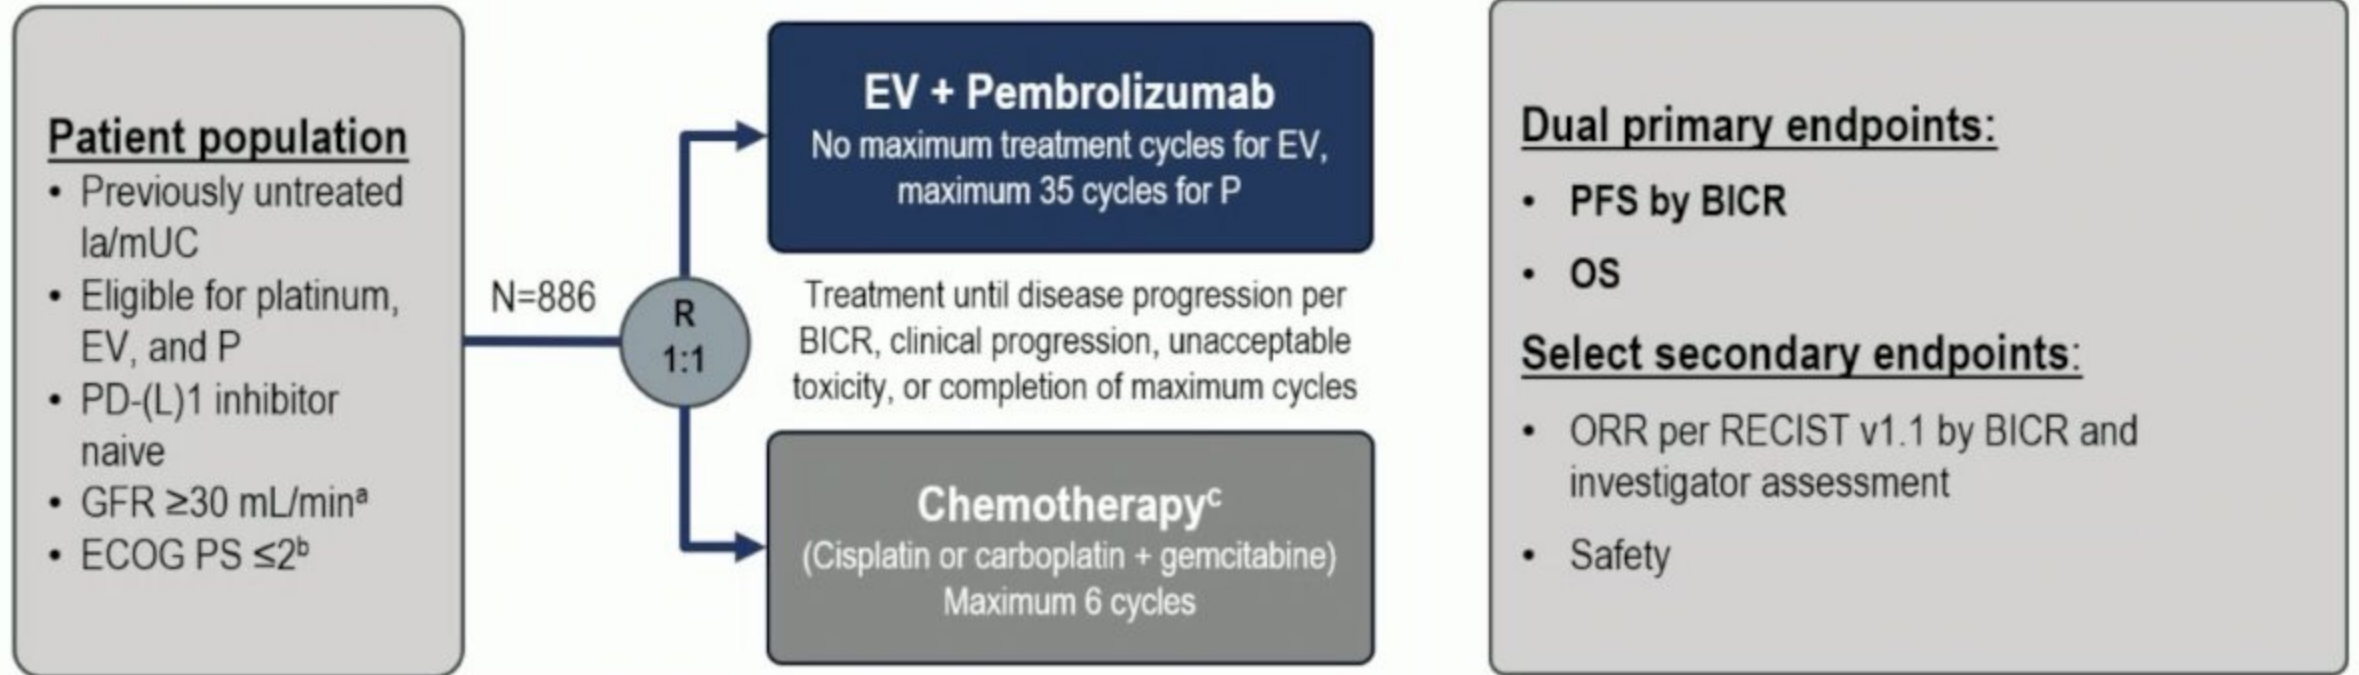 Patient population
• Previously untreated
la/mUC
• Eligible for platinum,
EV, and P
• PD-(L)1 inhibitor
naive
• GFR ≥30 mL/minᵃ
• ECOG PS ≤2ᵇ
N=886
R
1:1
EV + Pembrolizumab
No maximum treatment cycles for EV,
maximum 35 cycles for P
Treatment until disease progression per
BICR, clinical progression, unacceptable
toxicity, or completion of maximum cycles
Chemotherapyᶜ
(Cisplatin or carboplatin + gemcitabine)
Maximum 6 cycles
Dual primary endpoints:
• PFS by BICR
• OS
Select secondary endpoints:
• ORR per RECIST v1.1 by BICR and
investigator assessment
• Safety